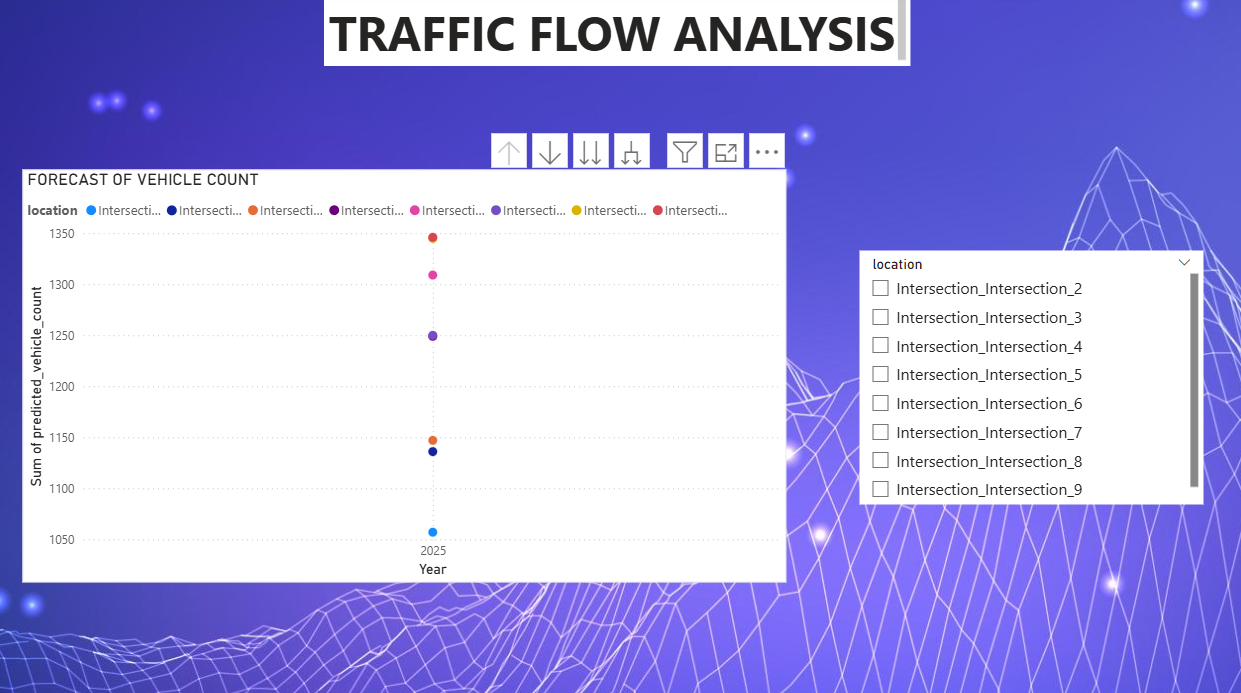 TRAFFIC FLOW ANALYSIS
FORECAST OF VEHICLE COUNT
location Intersecti... Intersecti... Intersecti... Intersecti... Intersecti... Intersecti... Intersecti... Intersecti...
Sum of predicted_vehicle_count
1350
1300
1250
1200
1150
1100
1050
2025
Year
location
Intersection_Intersection_2
Intersection_Intersection_3
Intersection_Intersection_4
Intersection_Intersection_5
Intersection_Intersection_6
Intersection_Intersection_7
Intersection_Intersection_8
Intersection_Intersection_9